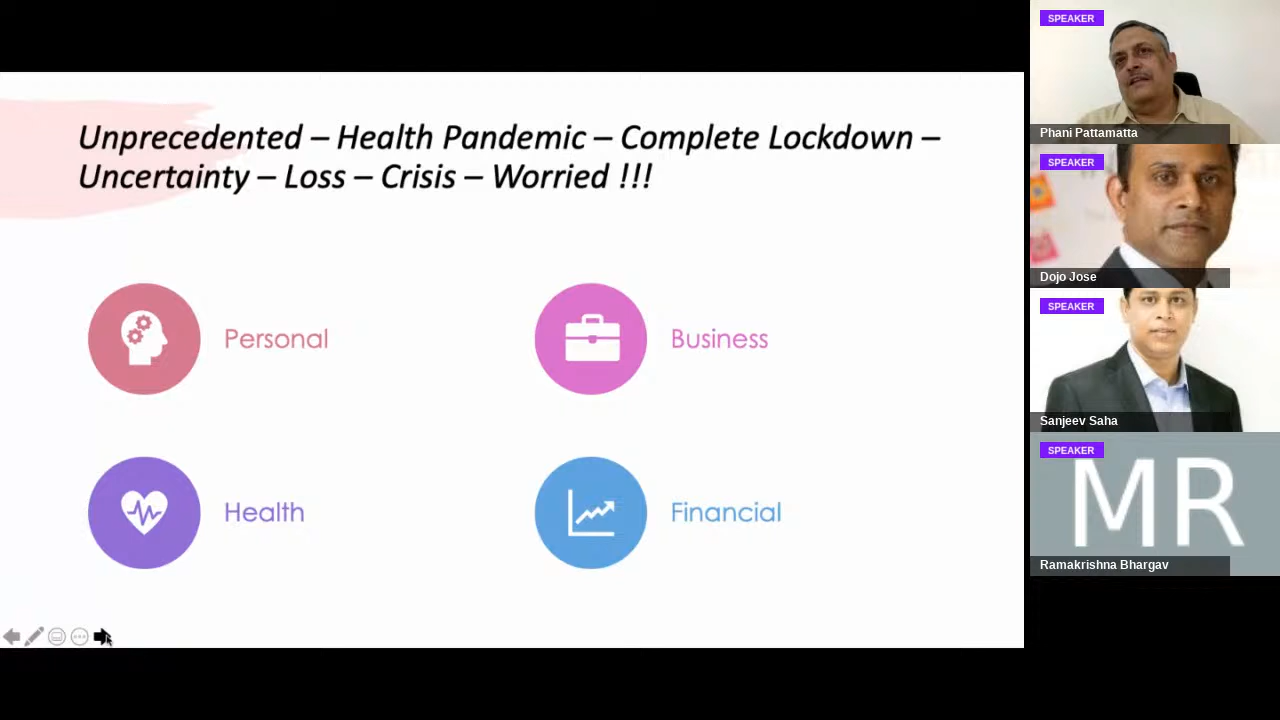 Unprecedented – Health Pandemic – Complete Lockdown –
Uncertainty – Loss – Crisis – Worried !!!
Personal
Business
Health
Financial
SPEAKER
Phani Pattamatta
SPEAKER
Dojo Jose
SPEAKER
Sanjeev Saha
SPEAKER
MR
Ramakrishna Bhargav